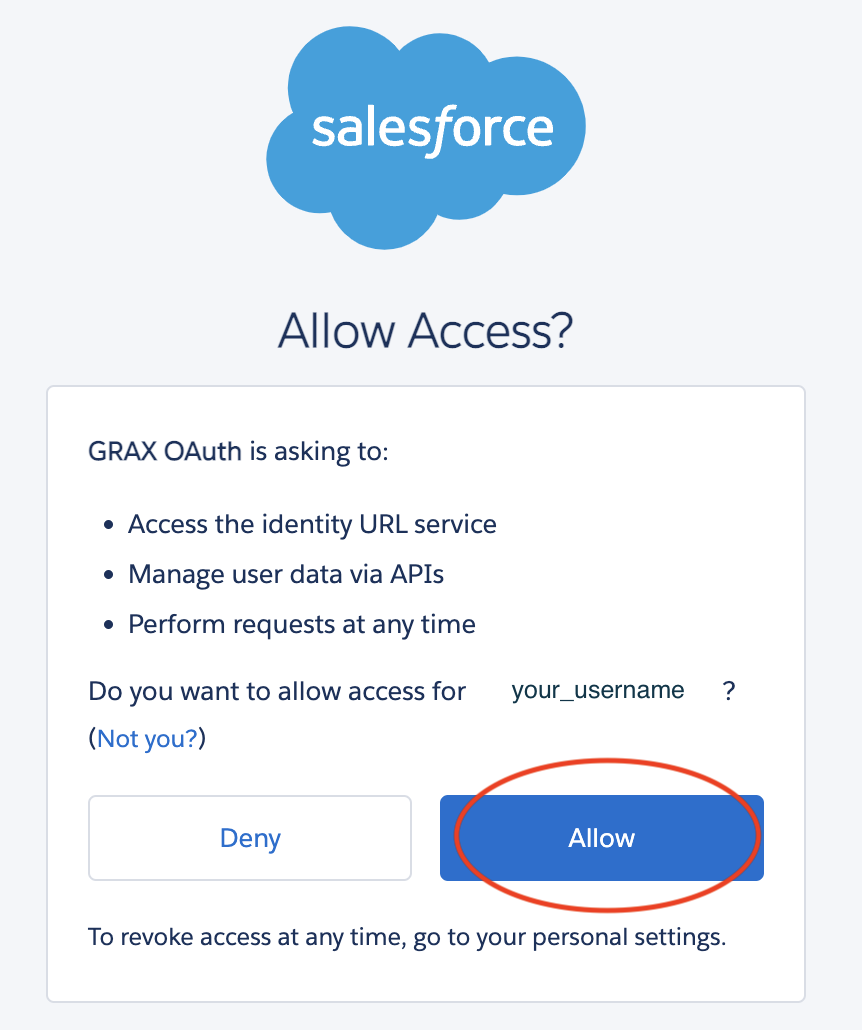 salesforce
Allow Access?
GRAX OAuth is asking to:
• Access the identity URL service
• Manage user data via APIs
• Perform requests at any time
Do you want to allow access for your_username ?
(Not you?)
Deny Allow
To revoke access at any time, go to your personal settings.